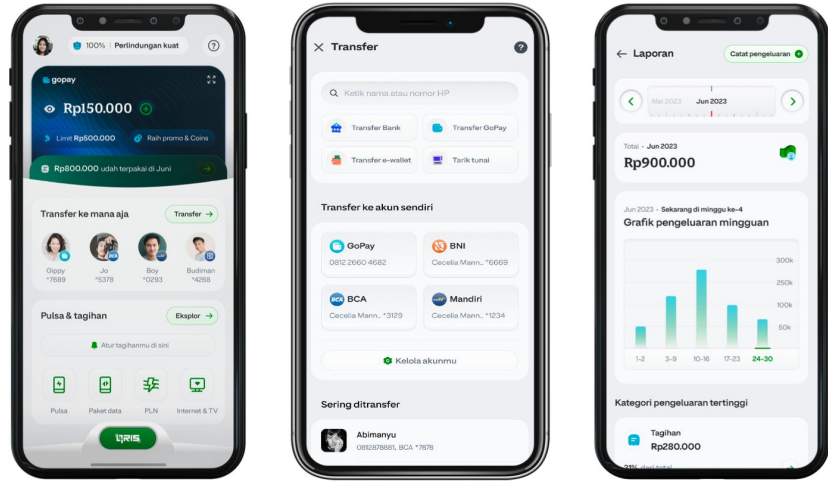 100% | Perlindungan kuat
?
gopay
Rp150.000
Limit Rp500.000
Raih promo & Coins
Rp800.000 udah terpakai di Juni
Transfer ke mana aja
Transfer →
BCA
Gippy
Jo
Boy
Budiman
*7689
*5378
*0293
*4268
Pulsa & tagihan
Eksplor →
Atur tagihanmu di sini
Pulsa
Paket data
PLN
Internet & TV
QRIS
Transfer
?
Ketik nama atau nomor HP
Transfer Bank
Transfer GoPay
Transfer e-wallet
Tarik tunai
Transfer ke akun sendiri
GoPay
0812 2660 4682
BNI
Cecelia Mann.. *6669
BCA
BCA
Cecelia Mann.. *3129
Mandiri
Cecelia Mann.. *1234
Kelola akunmu
Sering ditransfer
Abimanyu
0812878881, BCA *7878
← Laporan
Catat pengeluaran
Mei 2023
Jun 2023
Total • Jun 2023
Rp900.000
Jun 2023 • Sekarang di minggu ke-4
Grafik pengeluaran mingguan
300k
250k
100k
50k
1-2
3-9
10-16
17-23
24-30
Kategori pengeluaran tertinggi
Tagihan
Rp280.000
31% dari total